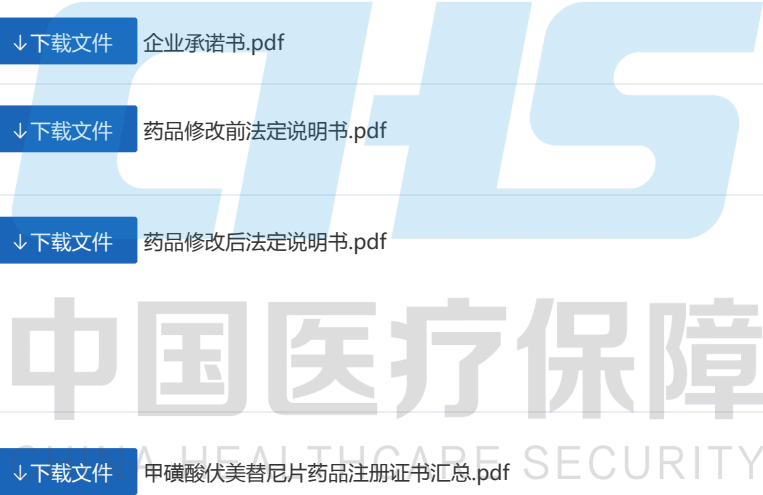 CHS
↓下载文件 企业承诺书.pdf
↓下载文件 药品修改前法定说明书.pdf
↓下载文件 药品修改后法定说明书.pdf
中国医疗保障
CHINA HEALTHCARE SECURITY
↓下载文件 甲磺酸伏美替尼片药品注册证书汇总.pdf